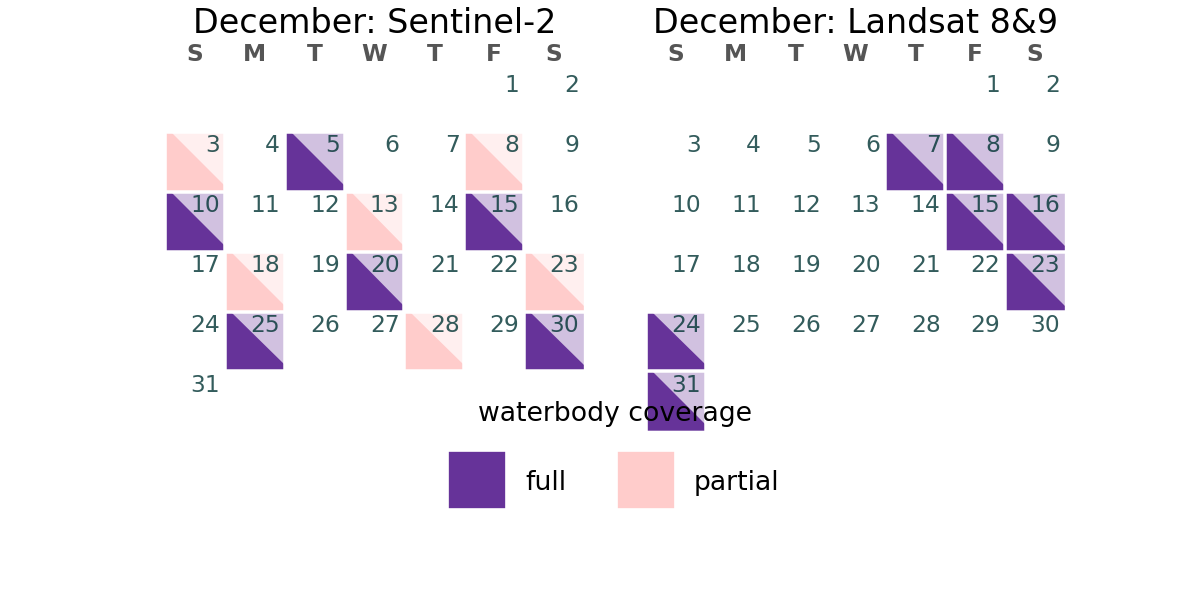 December: Sentinel-2
S M T W T F S
1 2
3 4 5 6 7 8 9
10 11 12 13 14 15 16
17 18 19 20 21 22 23
24 25 26 27 28 29 30
31
December: Landsat 8&9
S M T W T F S
1 2
3 4 5 6 7 8 9
10 11 12 13 14 15 16
17 18 19 20 21 22 23
24 25 26 27 28 29 30
31
waterbody coverage
full partial